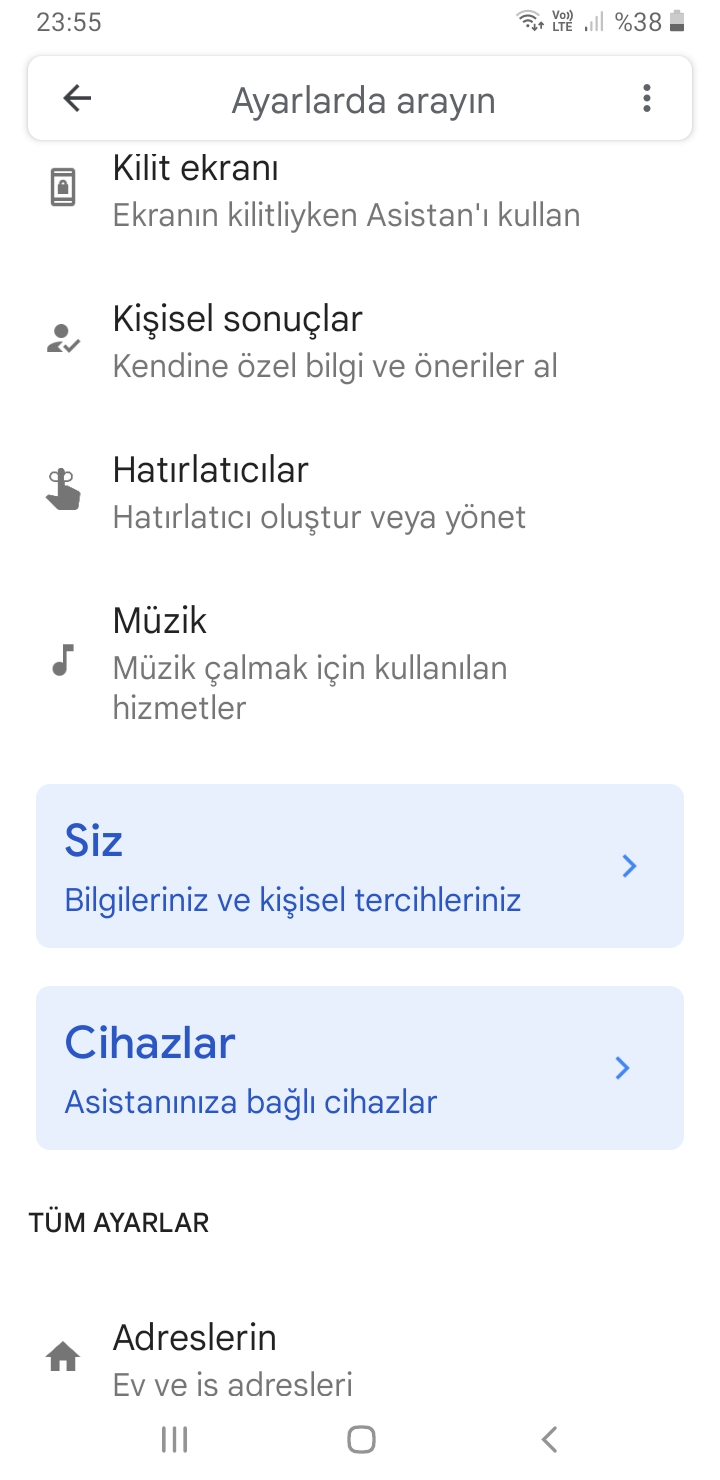 23:55
Vo)) LTE %38
Ayarlarda arayın
Kilit ekranı
Ekranın kilitliyken Asistan'ı kullan
Kişisel sonuçlar
Kendine özel bilgi ve öneriler al
Hatırlatıcılar
Hatırlatıcı oluştur veya yönet
Müzik
Müzik çalmak için kullanılan
hizmetler
Siz
Bilgileriniz ve kişisel tercihleriniz
Cihazlar
Asistanınıza bağlı cihazlar
TÜM AYARLAR
Adreslerin
Ev ve iş adresleri